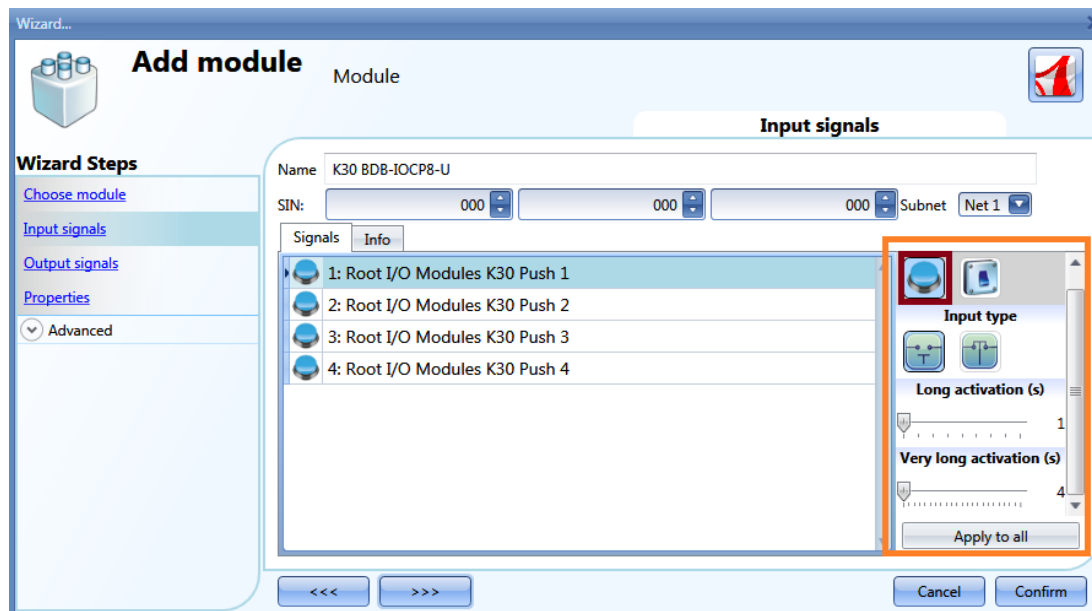 Wizard...
Add module
Module
Input signals
Wizard Steps
Choose module
Input signals
Output signals
Properties
Advanced
Name K30 BDB-IOCP8-U
SIN: 000 000 000 Subnet Net 1
Signals Info
1: Root I/O Modules K30 Push 1
2: Root I/O Modules K30 Push 2
3: Root I/O Modules K30 Push 3
4: Root I/O Modules K30 Push 4
Input type
Long activation (s)
1
Very long activation (s)
4
Apply to all
<<< >>> Cancel Confirm